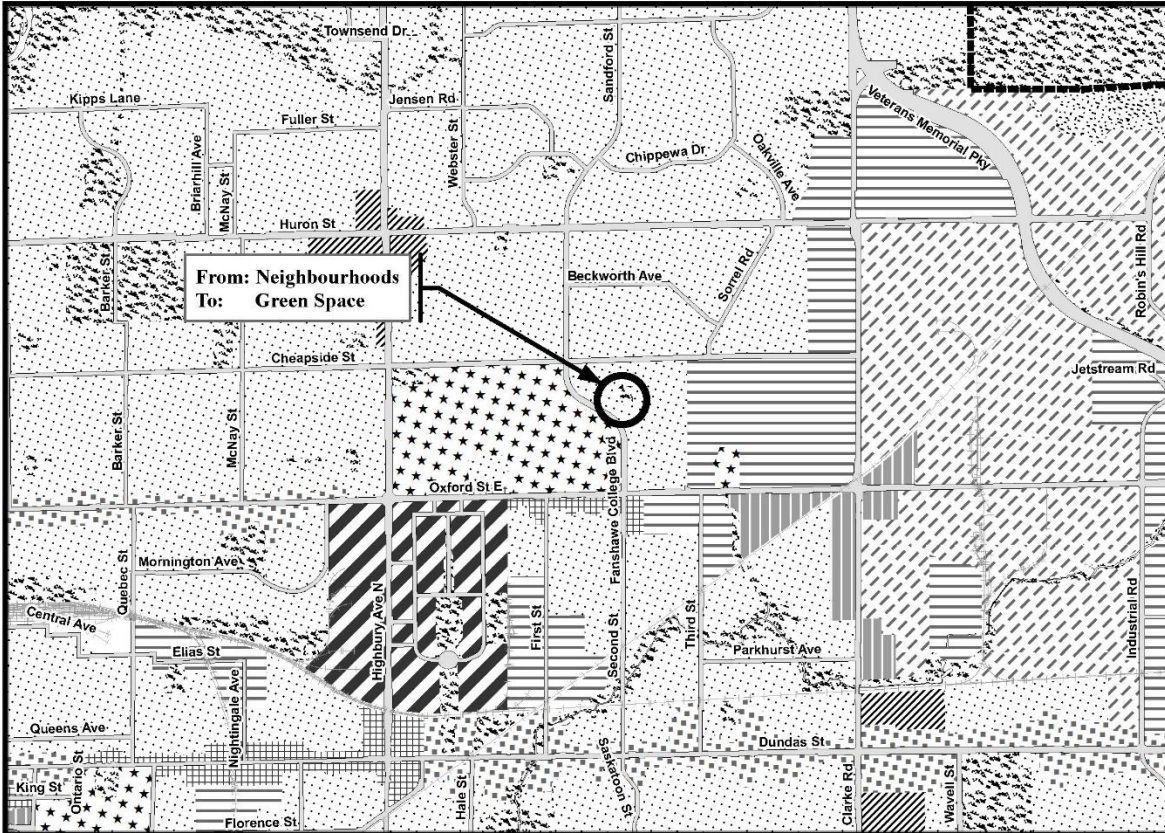 Townsend Dr
Sandford St
Kipps Lane
Jensen Rd
Fuller St
Webster St
Briarhill Ave
McNay St
Chippewa Dr
Oakville Ave
Veterans Memorial Pky
Huron St
Barker St
From: Neighbourhoods
To: Green Space
Beckworth Ave
Sorrel Rd
Robin's Hill Rd
Cheapside St
Jetstream Rd
Barker St
McNay St
Oxford St E
Fanshawe College Blvd
Quebec St
Mornington Ave
Central Ave
Highbury Ave N
First St
Second St
Third St
Industrial Rd
Elias St
Parkhurst Ave
Nightingale Ave
Queens Ave
Dundas St
Ontario St
King St
Florence St
Hale St
Saskatoon St
Clarke Rd
Wavell St